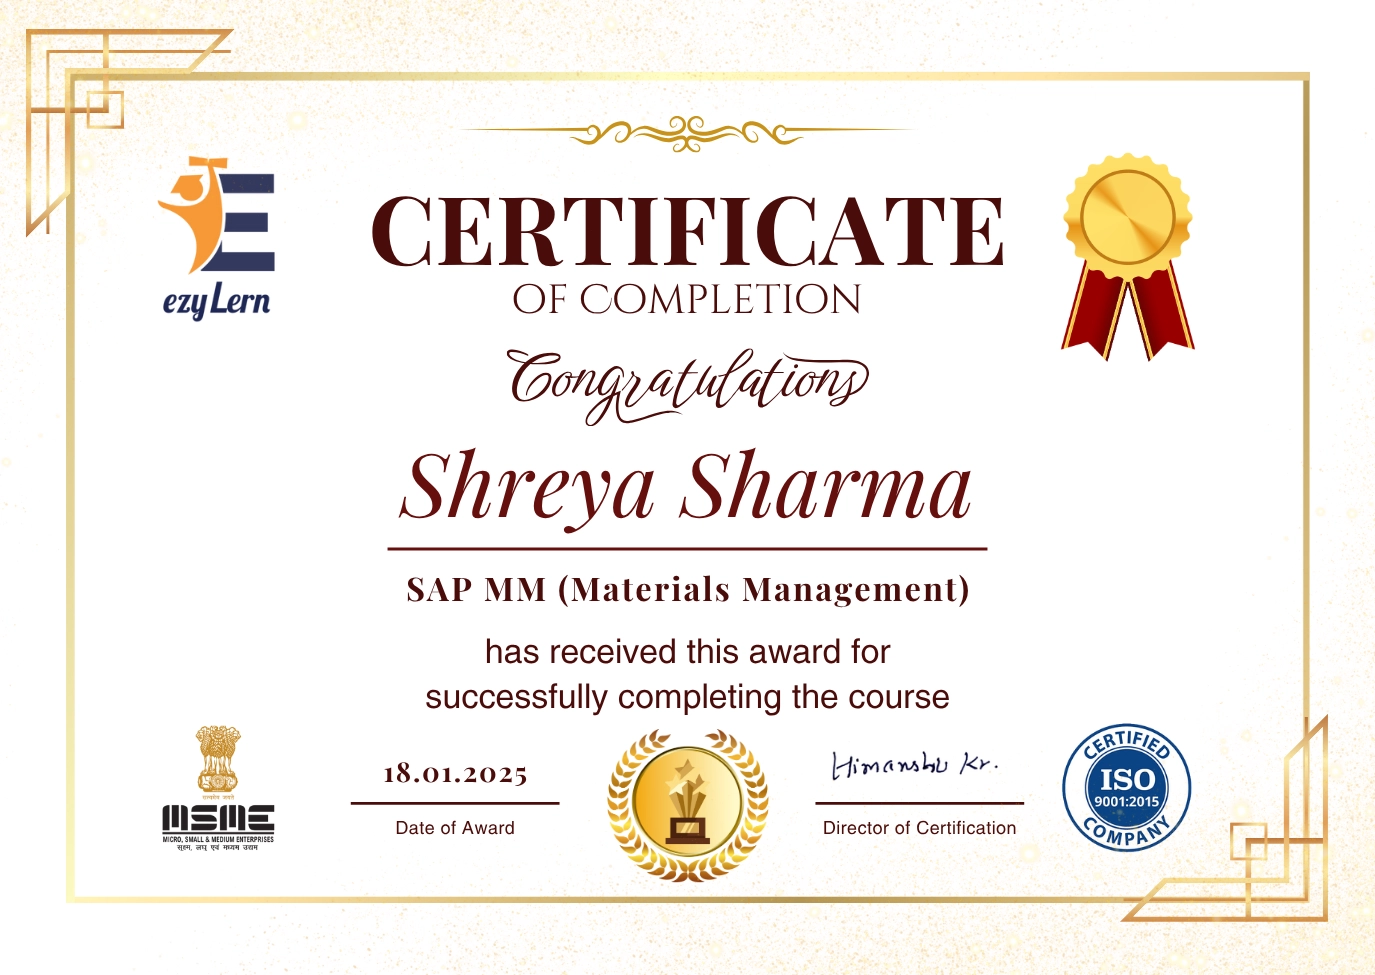 ezyLern
CERTIFICATE
OF COMPLETION
Congratulations
Shreya Sharma
SAP MM (Materials Management)
has received this award for
successfully completing the course
सत्यमेव जयते
MSME
MICRO, SMALL & MEDIUM ENTERPRISES
सूक्ष्म, लघु एवं मध्यम उद्यम
18.01.2025
Date of Award
Himanshu Kr.
Director of Certification
CERTIFIED
ISO
9001:2015
COMPANY